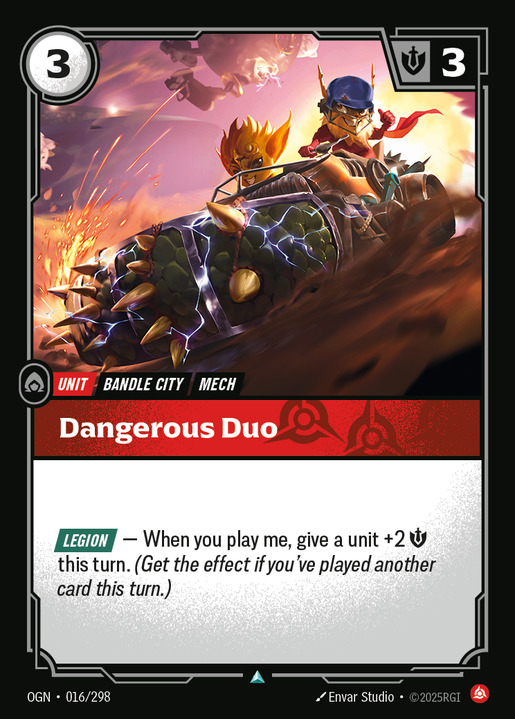 3
3
UNIT BANDLE CITY MECH
Dangerous Duo
LEGION — When you play me, give a unit +2
this turn. (Get the effect if you've played another
card this turn.)
OGN • 016/298 Envar Studio • ©2025RGI